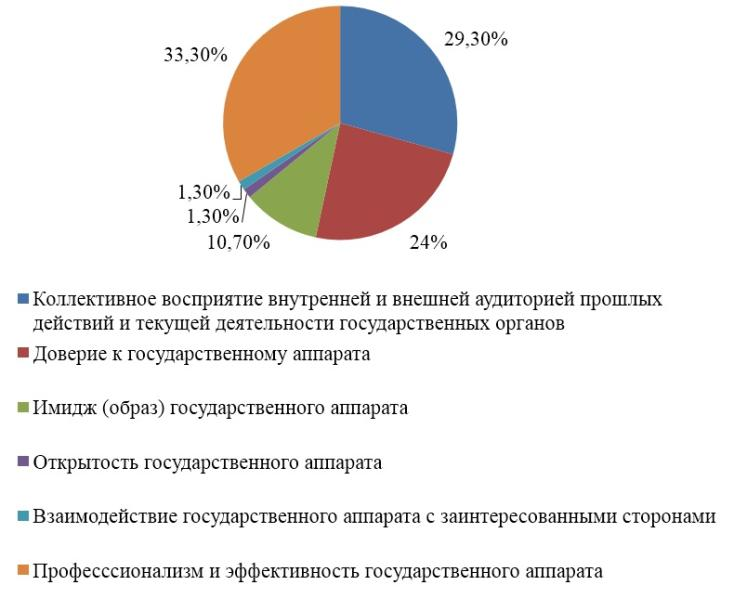 33,30%
29,30%
1,30%
1,30%
10,70%
24%
Коллективное восприятие внутренней и внешней аудиторией прошлых
действий и текущей деятельности государственных органов
Доверие к государственному аппарата
Имидж (образ) государственного аппарата
Открытость государственного аппарата
Взаимодействие государственного аппарата с заинтересованными сторонами
Професссионализм и эффективность государственного аппарата